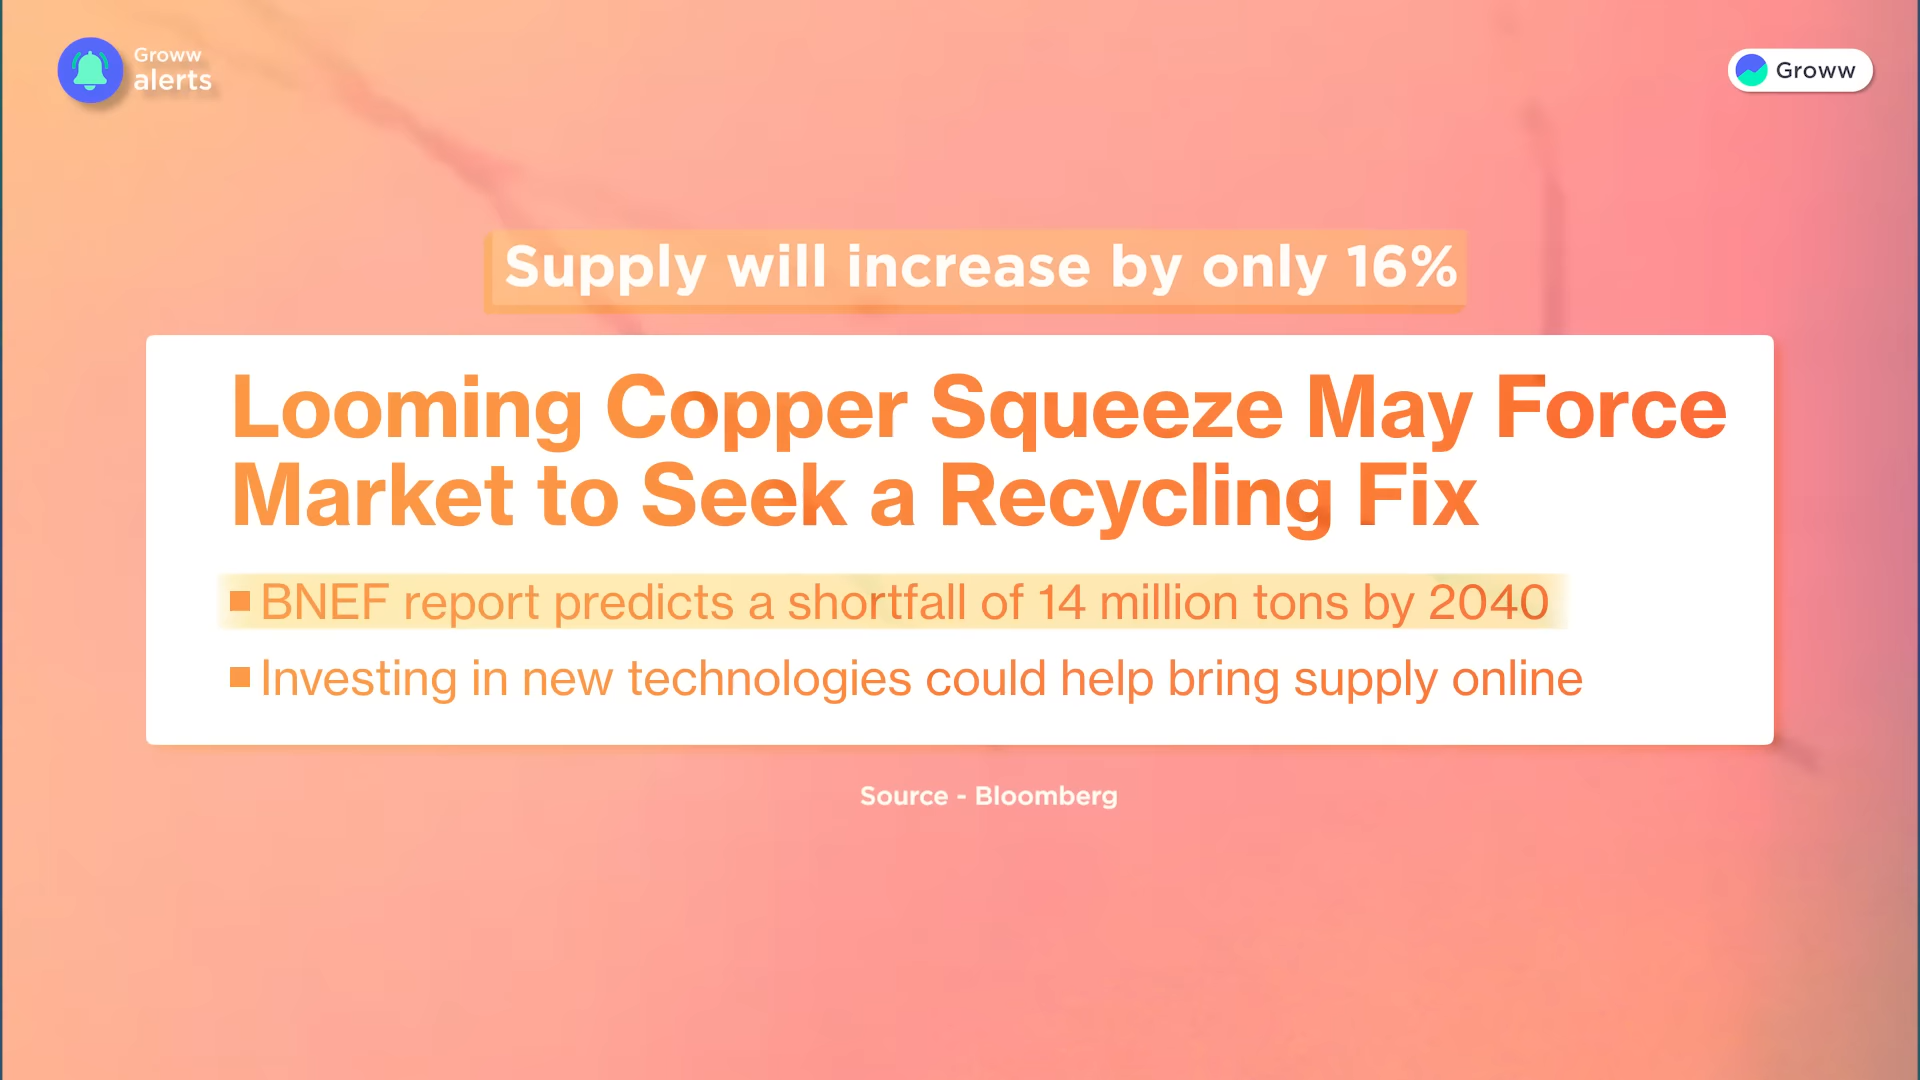 Groww
alerts
Groww
Supply will increase by only 16%
Looming Copper Squeeze May Force
Market to Seek a Recycling Fix
■ BNEF report predicts a shortfall of 14 million tons by 2040
■ Investing in new technologies could help bring supply online
Source - Bloomberg